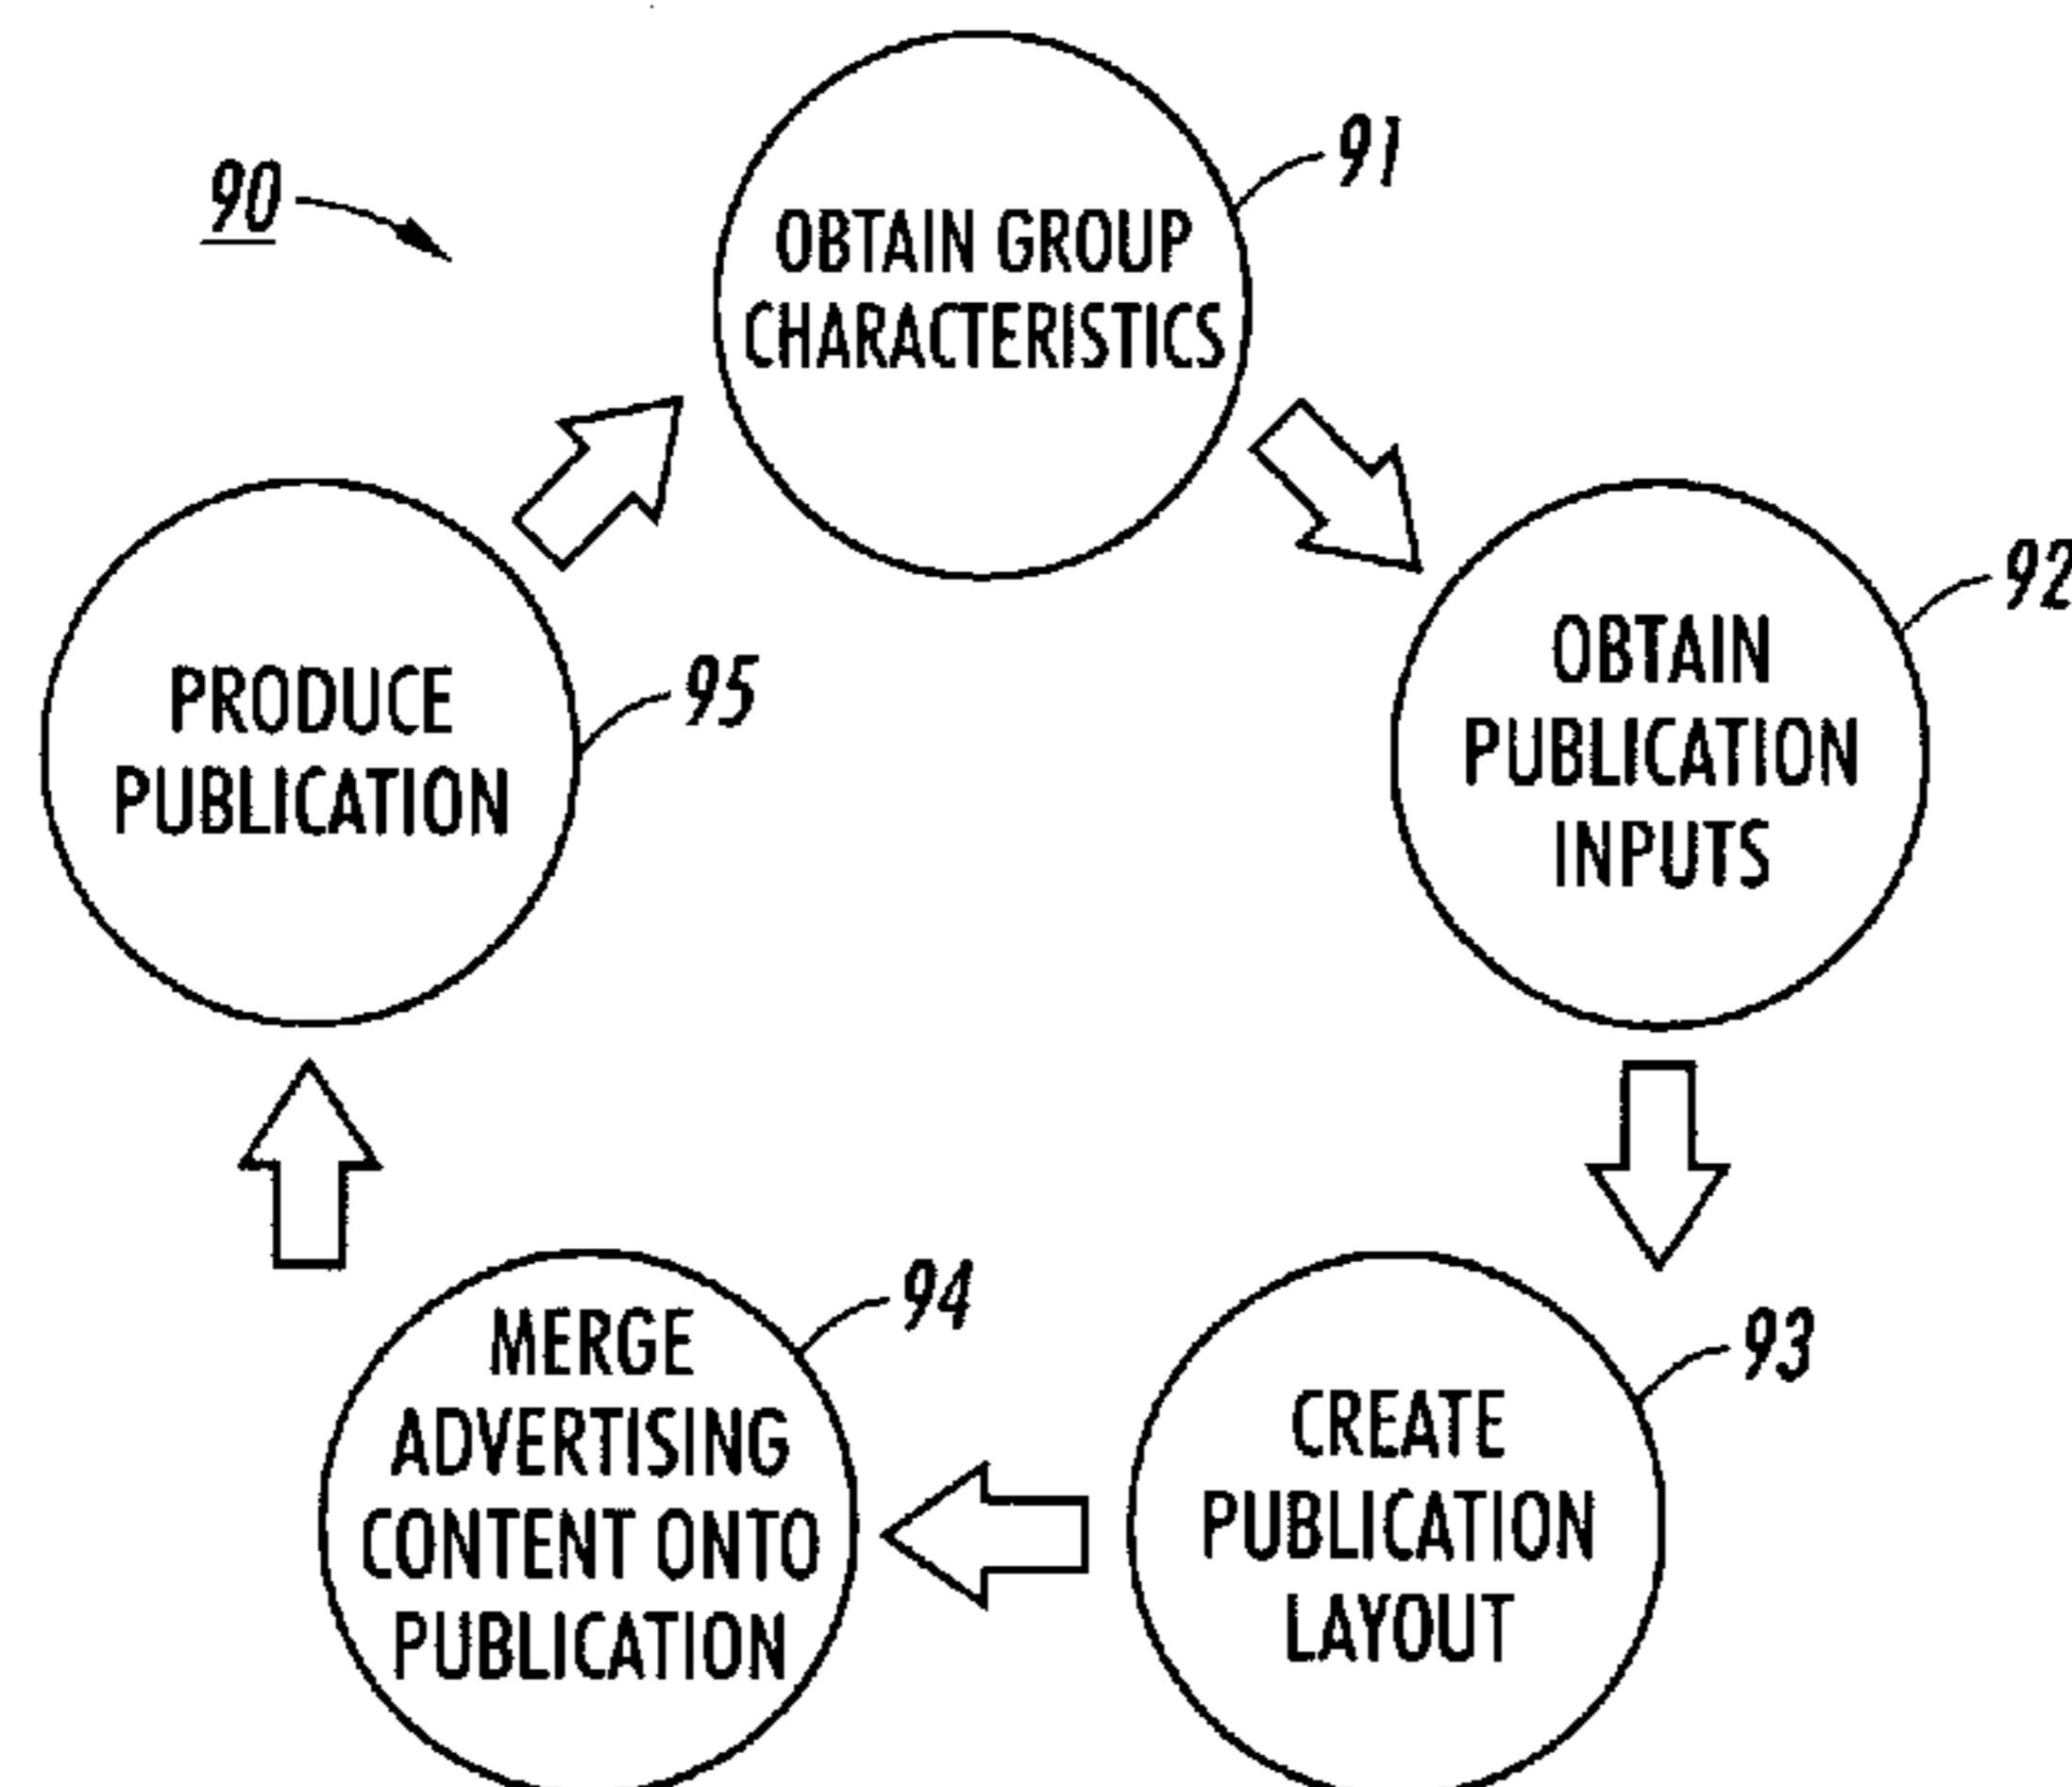 90
91
OBTAIN GROUP
CHARACTERISTICS
92
OBTAIN
PUBLICATION
INPUTS
93
CREATE
PUBLICATION
LAYOUT
94
MERGE
ADVERTISING
CONTENT ONTO
PUBLICATION
95
PRODUCE
PUBLICATION